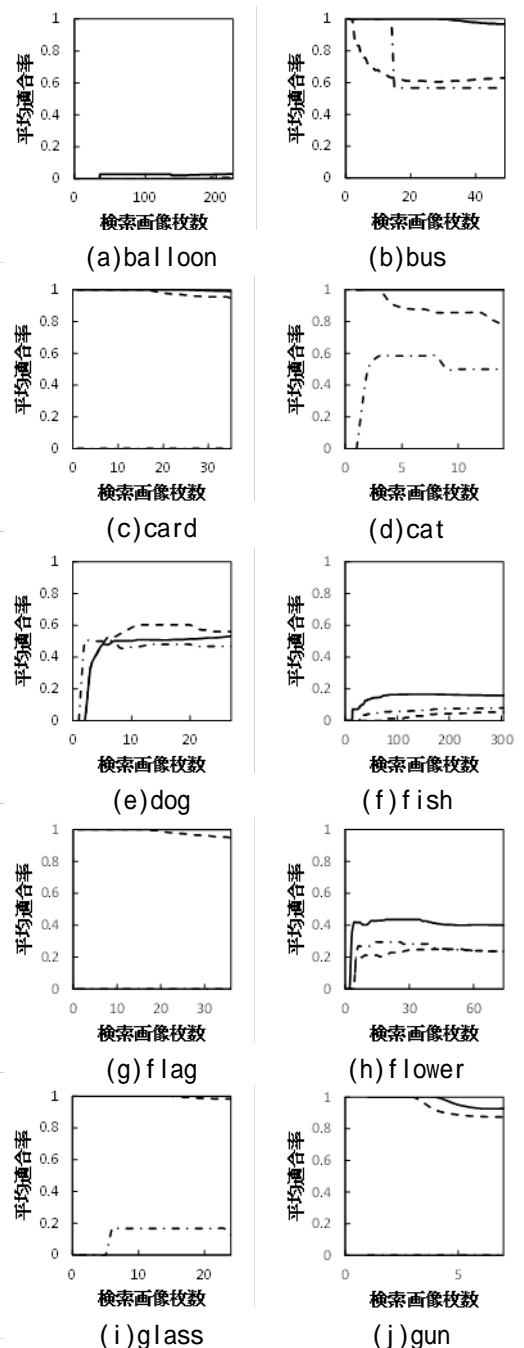 1
0.8
0.6
0.4
0.2
0
平均適合率
0 100 200
検索画像枚数
(a)balloon
1
0.8
0.6
0.4
0.2
0
平均適合率
0 20 40
検索画像枚数
(b)bus
1
0.8
0.6
0.4
0.2
0
平均適合率
0 10 20 30
検索画像枚数
(c)card
1
0.8
0.6
0.4
0.2
0
平均適合率
0 5 10
検索画像枚数
(d)cat
1
0.8
0.6
0.4
0.2
0
平均適合率
0 10 20
検索画像枚数
(e)dog
1
0.8
0.6
0.4
0.2
0
平均適合率
0 100 200 300
検索画像枚数
(f)fish
1
0.8
0.6
0.4
0.2
0
平均適合率
0 10 20 30
検索画像枚数
(g)flag
1
0.8
0.6
0.4
0.2
0
平均適合率
0 30 60
検索画像枚数
(h)flower
1
0.8
0.6
0.4
0.2
0
平均適合率
0 10 20
検索画像枚数
(i)glass
1
0.8
0.6
0.4
0.2
0
平均適合率
0 5
検索画像枚数
(j)gun